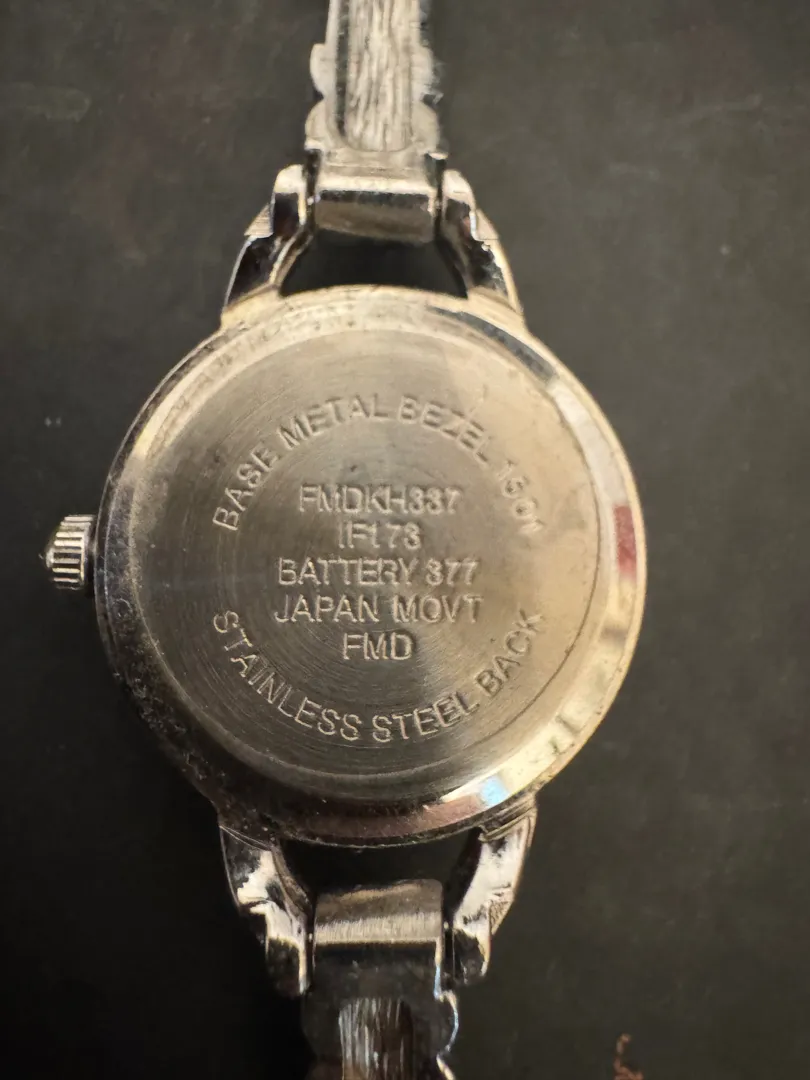 BASE METAL BEZEL 1501
FMDKH337
IF173
BATTERY 377
JAPAN MOVT
FMD
STAINLESS STEEL BACK